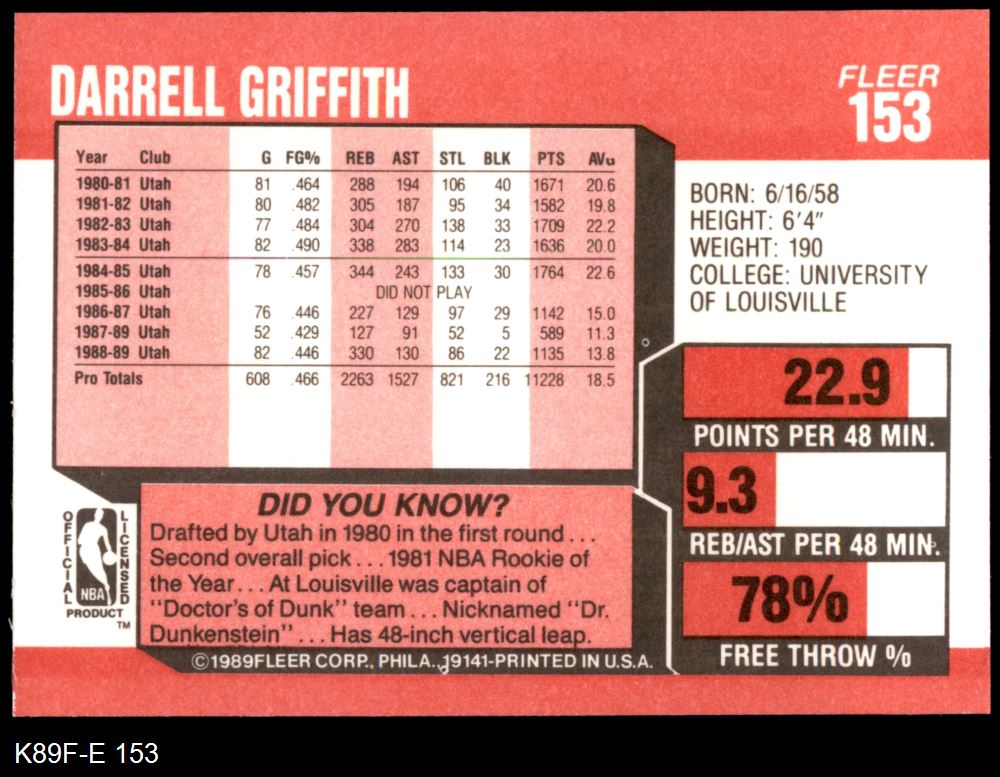 DARRELL GRIFFITH
FLEER
153
Year Club G FG% REB AST STL BLK PTS AVG
1980-81 Utah 81 .464 288 194 106 40 1671 20.6
1981-82 Utah 80 .482 305 187 95 34 1582 19.8
1982-83 Utah 77 .484 304 270 138 33 1709 22.2
1983-84 Utah 82 .490 338 283 114 23 1636 20.0
1984-85 Utah 78 .457 344 243 133 30 1764 22.6
1985-86 Utah DID NOT PLAY
1986-87 Utah 76 .446 227 129 97 29 1142 15.0
1987-89 Utah 52 .429 127 91 52 5 589 11.3
1988-89 Utah 82 .446 330 130 86 22 1135 13.8
Pro Totals 608 .466 2263 1527 821 216 11228 18.5
BORN: 6/16/58
HEIGHT: 6'4"
WEIGHT: 190
COLLEGE: UNIVERSITY
OF LOUISVILLE
22.9
POINTS PER 48 MIN.
9.3
REB/AST PER 48 MIN.
78%
FREE THROW %
OFFICIAL
LICENSED
NBA
PRODUCT
TM
DID YOU KNOW?
Drafted by Utah in 1980 in the first round...
Second overall pick... 1981 NBA Rookie of
the Year... At Louisville was captain of
"Doctor's of Dunk" team... Nicknamed "Dr.
Dunkenstein"... Has 48-inch vertical leap.
©1989FLEER CORP., PHILA., 19141-PRINTED IN U.S.A.
K89F-E 153